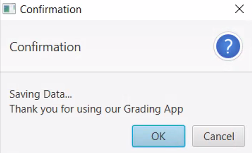 Confirmation
Confirmation
?
Saving Data...
Thank you for using our Grading App
OK
Cancel